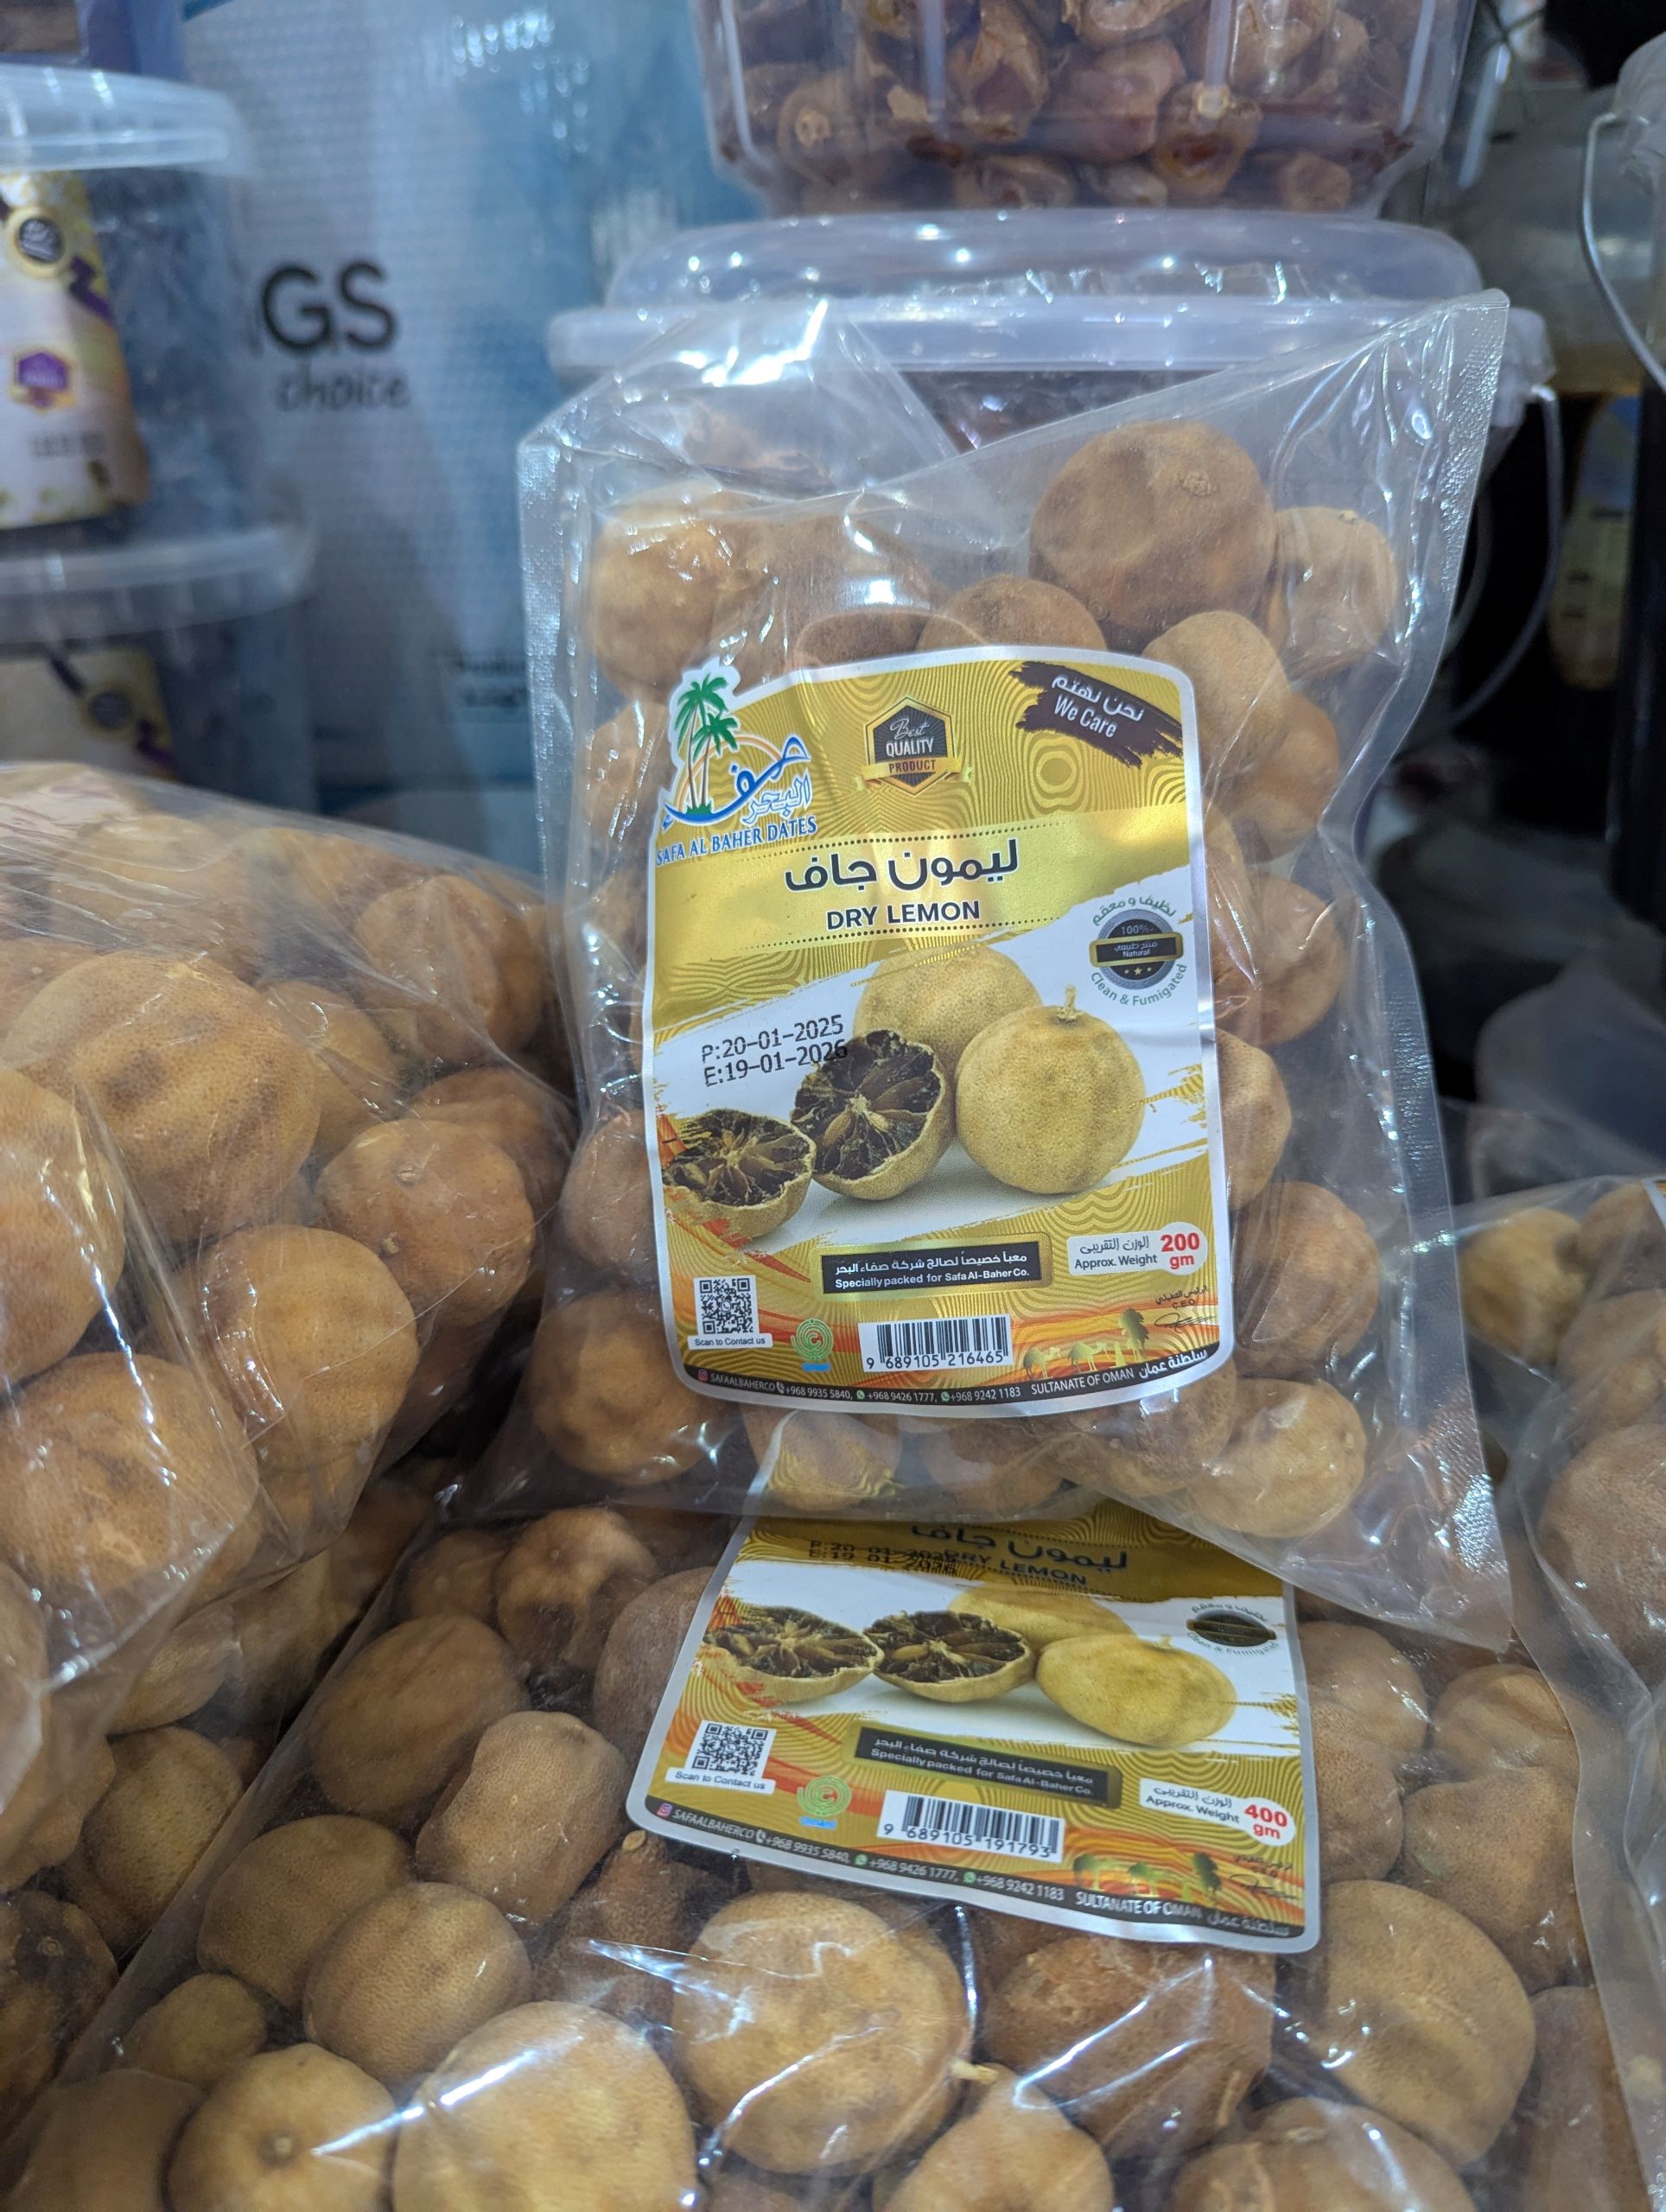 GS
choice
صفا
البحر
SAFA AL BAHER DATES
Best
QUALITY
PRODUCT
نحن نهتم
We Care
ليمون جاف
DRY LEMON
نظيف و معقم
100%
منتج طبيعي
Natural
Clean & Fumigated
P:20-01-2025
E:19-01-2026
معبأ خصيصاً لصالح شركة صفاء البحر
Specially packed for Safa Al-Baher Co.
الوزن التقريبي
Approx. Weight
200
gm
الرئيس التنفيذي
C.E.O
Scan to Contact us
9 689105 216465
SAFAALBAHERCO +968 9935 5840, +968 9426 1777, +968 9242 1183 SULTANATE OF OMAN سلطنة عمان
ليمون جاف
DRY LEMON
Clean & Fumigated
معبأ خصيصاً لصالح شركة صفاء البحر
Specially packed for Safa Al-Baher Co.
الوزن التقريبي
Approx. Weight
400
gm
Scan to Contact us
9 689105 191793
SAFAALBAHERCO +968 9935 5840, +968 9426 1777, +968 9242 1183 SULTANATE OF OMAN سلطنة عمان